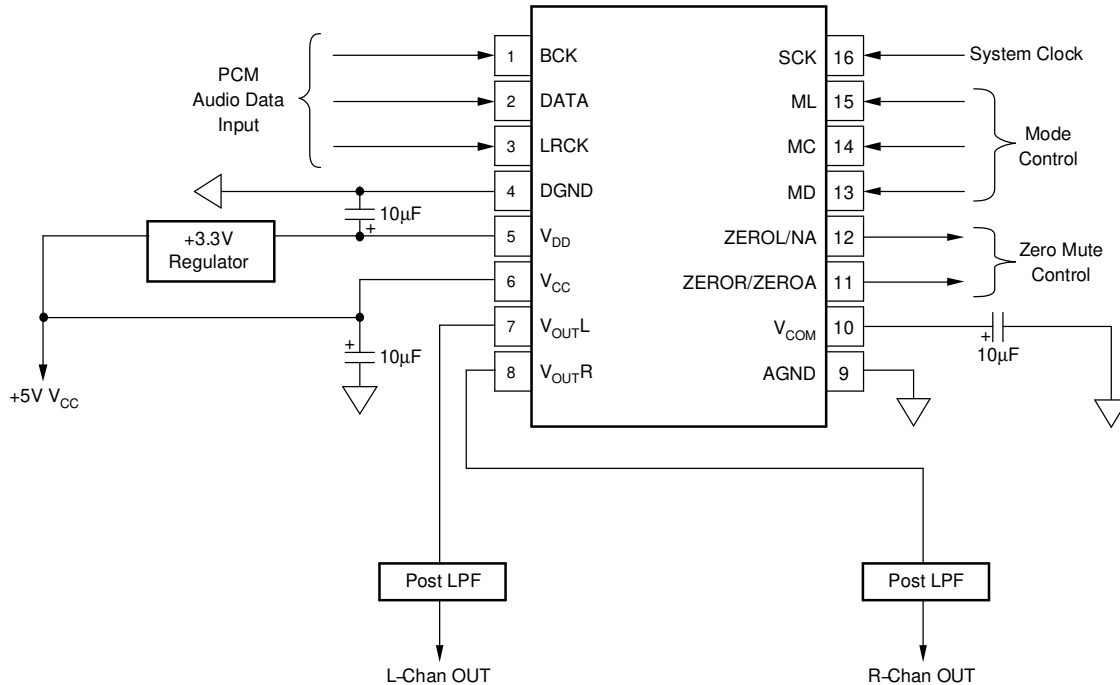 PCM
Audio Data
Input
1 BCK
2 DATA
3 LRCK
4 DGND
5 VDD
6 VCC
7 VOUTL
8 VOUTR
SCK 16
ML 15
MC 14
MD 13
ZEROL/NA 12
ZEROR/ZEROA 11
VCOM 10
AGND 9
System Clock
Mode
Control
Zero Mute
Control
10μF
+
+3.3V
Regulator
+
10μF
+5V VCC
+
10μF
Post LPF
Post LPF
L-Chan OUT
R-Chan OUT